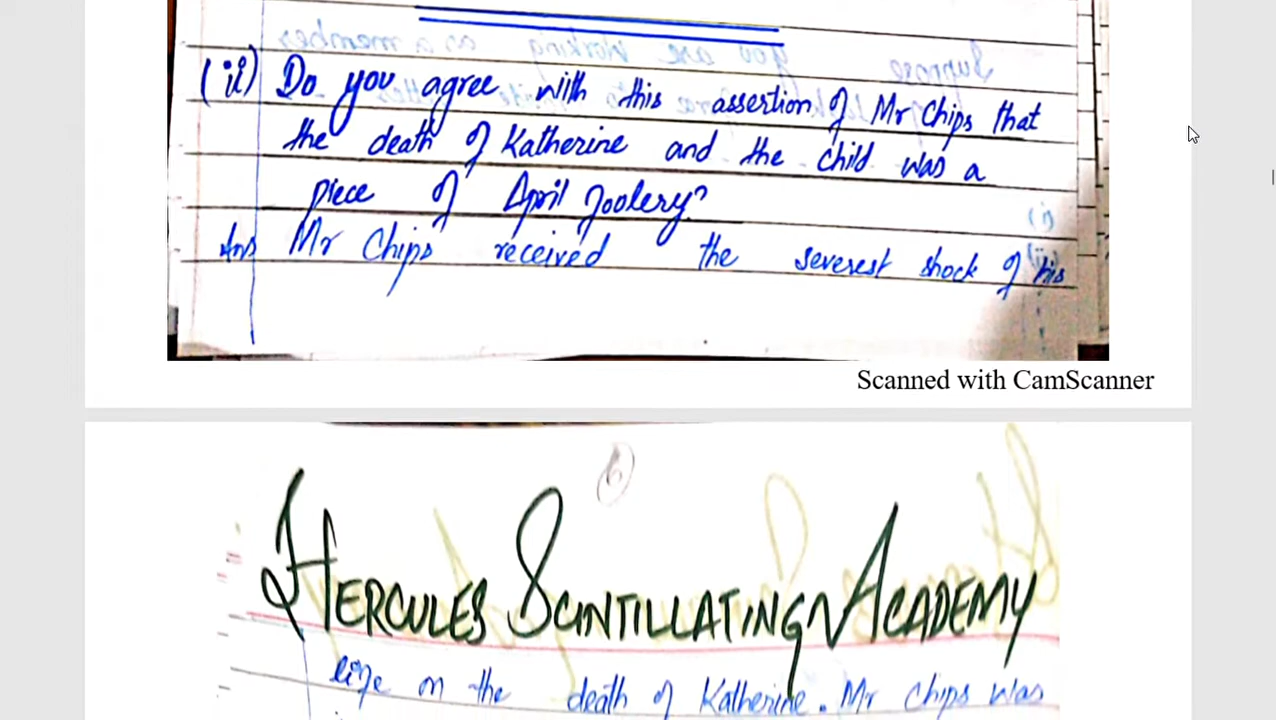 (ii) Do you agree with this assertion of Mr Chips that
the death of Katherine and the child was a
piece of April foolery?
(i)
Ans Mr Chips received the severest shock of his
Scanned with CamScanner
6
HERCULES SCINTILLATING ACADEMY
life on the death of Katherine. Mr Chips was